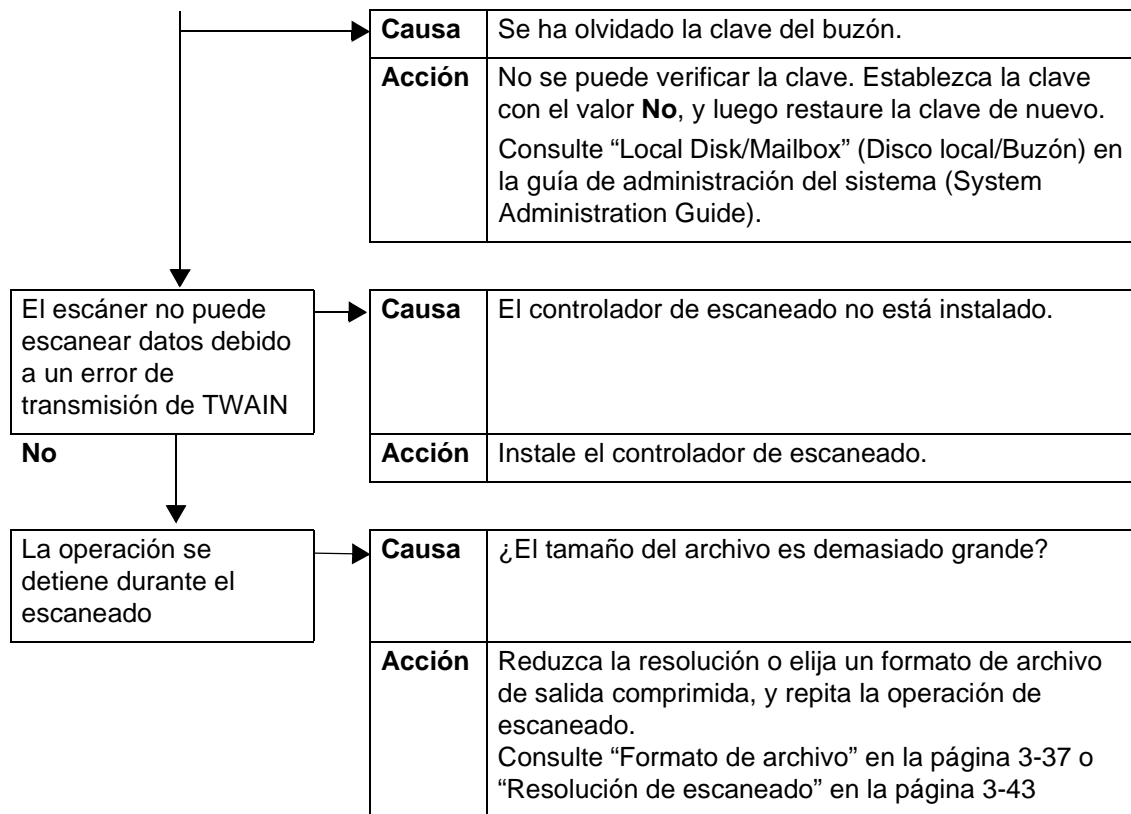 Causa Se ha olvidado la clave del buzón.
Acción No se puede verificar la clave. Establezca la clave
con el valor No, y luego restaure la clave de nuevo.
Consulte “Local Disk/Mailbox” (Disco local/Buzón) en
la guía de administración del sistema (System
Administration Guide).
El escáner no puede
escanear datos debido
a un error de
transmisión de TWAIN
Causa El controlador de escaneado no está instalado.
No
Acción Instale el controlador de escaneado.
La operación se
detiene durante el
escaneado
Causa ¿El tamaño del archivo es demasiado grande?
Acción Reduzca la resolución o elija un formato de archivo
de salida comprimida, y repita la operación de
escaneado.
Consulte “Formato de archivo” en la página 3-37 o
“Resolución de escaneado” en la página 3-43